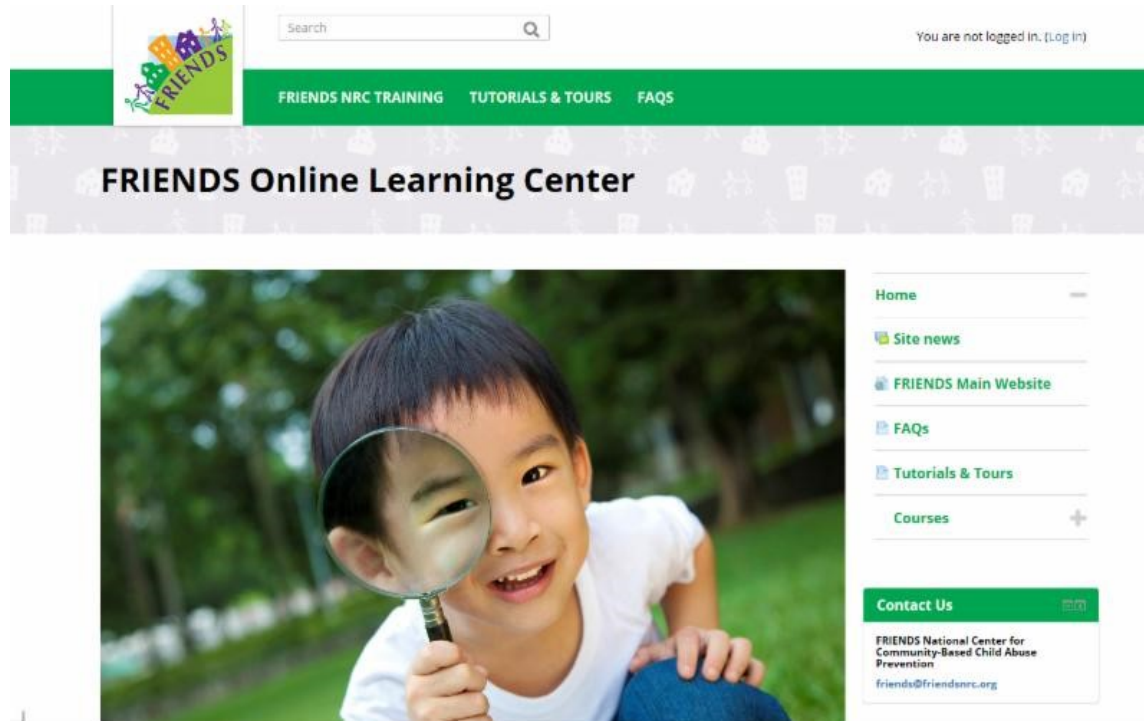 Search
You are not logged in. (Log in)
FRIENDS
FRIENDS NRC TRAINING TUTORIALS & TOURS FAQS
FRIENDS Online Learning Center
Home
Site news
FRIENDS Main Website
FAQs
Tutorials & Tours
Courses
Contact Us
FRIENDS National Center for
Community-Based Child Abuse
Prevention
friends@friendsnrc.org